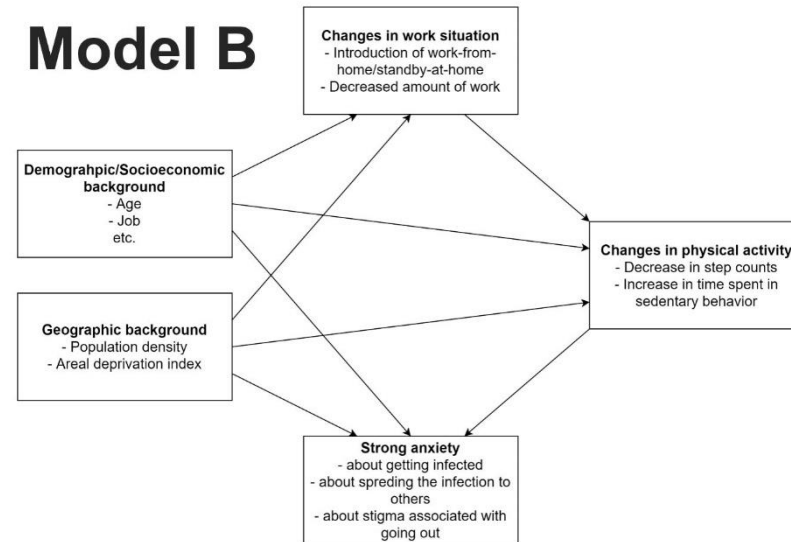 Model B
Changes in work situation
- Introduction of work-from-
home/standby-at-home
- Decreased amount of work
Demograhpic/Socioeconomic
background
- Age
- Job
etc.
Changes in physical activity
- Decrease in step counts
- Increase in time spent in
sedentary behavior
Geographic background
- Population density
- Areal deprivation index
Strong anxiety
- about getting infected
- about spreding the infection to
others
- about stigma associated with
going out